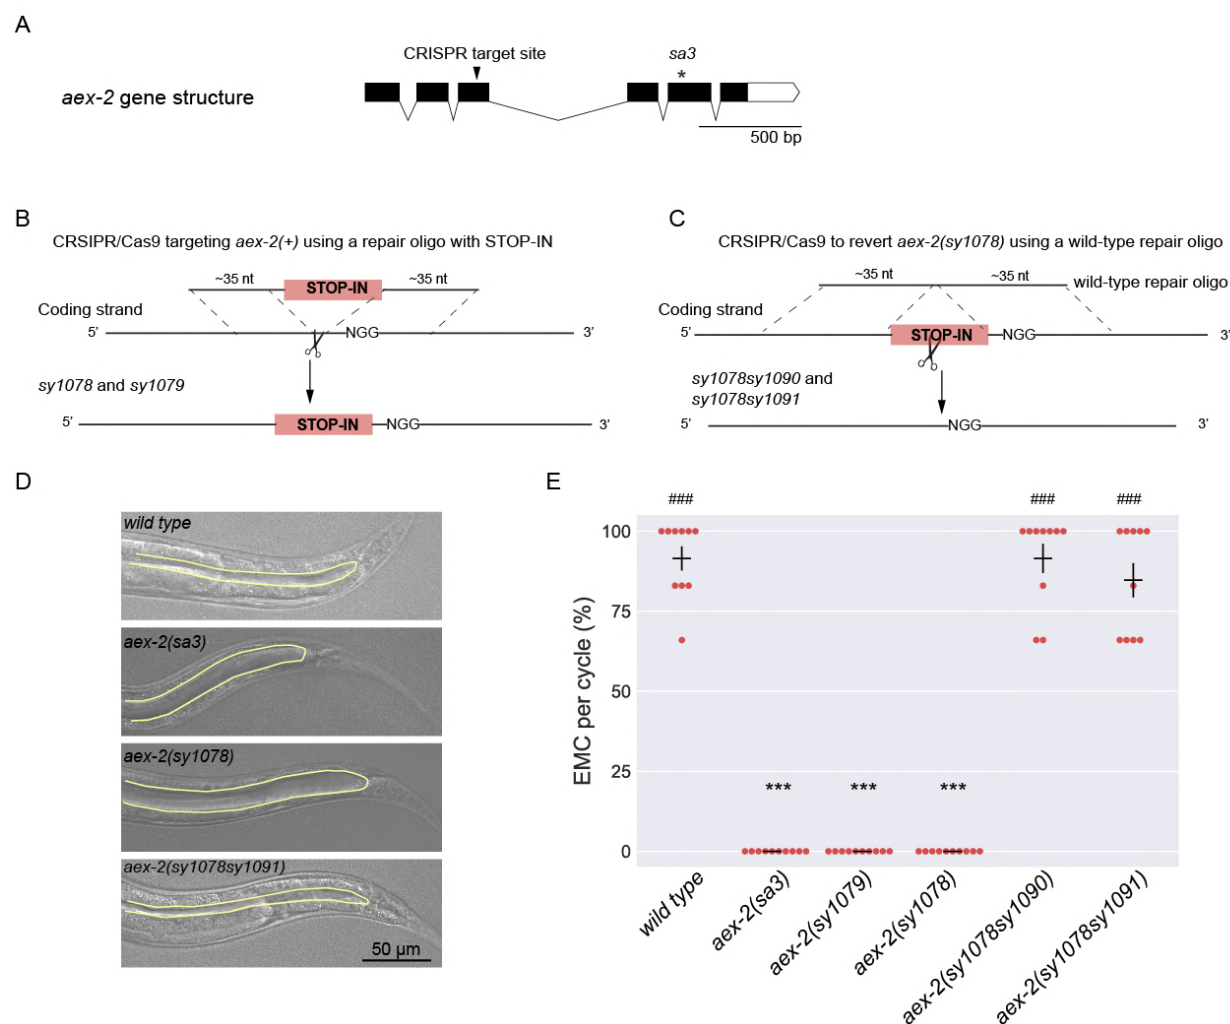 A
CRISPR target site
sa3
*
aex-2 gene structure
500 bp
B
CRSIPR/Cas9 targeting aex-2(+) using a repair oligo with STOP-IN
~35 nt
STOP-IN
~35 nt
Coding strand
5'
NGG
3'
sy1078 and sy1079
5'
STOP-IN
NGG
3'
C
CRSIPR/Cas9 to revert aex-2(sy1078) using a wild-type repair oligo
~35 nt
~35 nt
wild-type repair oligo
Coding strand
5'
STOP-IN
NGG
3'
sy1078sy1090 and
sy1078sy1091
5'
NGG
3'
D
wild type
aex-2(sa3)
aex-2(sy1078)
aex-2(sy1078sy1091)
50 µm
E
### ### ###
100
75
50
25
0
EMC per cycle (%)
*** *** ***
wild type
aex-2(sa3)
aex-2(sy1079)
aex-2(sy1078)
aex-2(sy1078sy1090)
aex-2(sy1078sy1091)